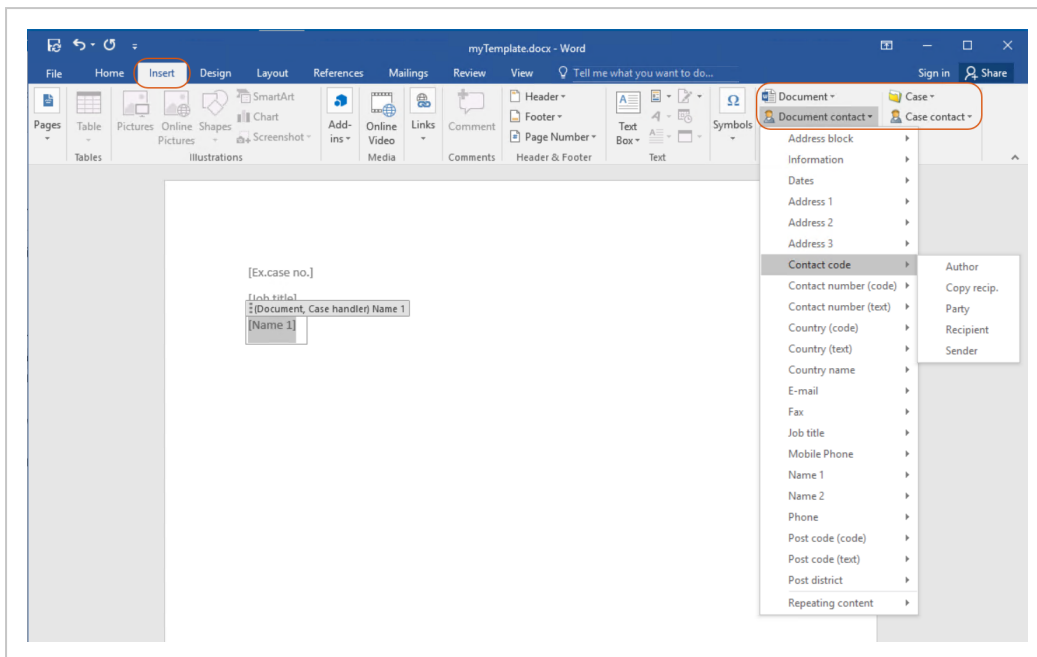 myTemplate.docx - Word
File Home Insert Design Layout References Mailings Review View Tell me what you want to do... Sign in Share
Pages
Table
Tables
Pictures
Online Pictures
Shapes
SmartArt
Chart
Screenshot
Illustrations
Add-ins
Online Video
Media
Links
Comment
Comments
Header
Footer
Page Number
Header & Footer
A
Text Box
Text
Ω
Symbols
Document
Document contact
Case
Case contact
Address block
Information
Dates
Address 1
Address 2
Address 3
Contact code
Contact number (code)
Contact number (text)
Country (code)
Country (text)
Country name
E-mail
Fax
Job title
Mobile Phone
Name 1
Name 2
Phone
Post code (code)
Post code (text)
Post district
Repeating content
Author
Copy recip.
Party
Recipient
Sender
[Ex.case no.]
[Job title]
(Document, Case handler) Name 1
[Name 1]